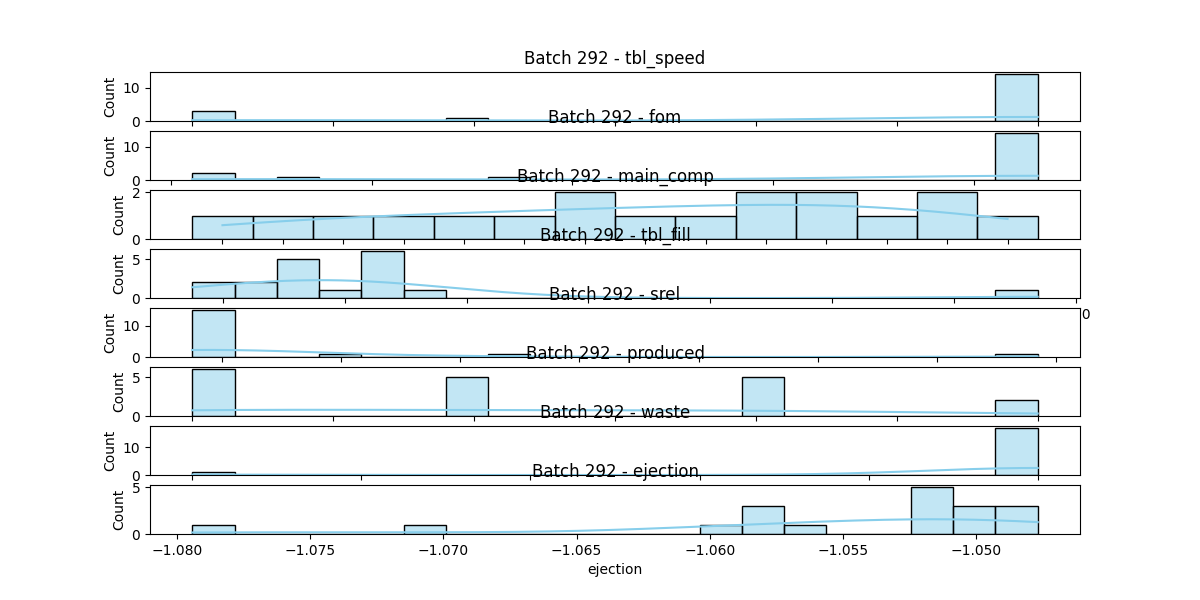 Batch 292 - tbl_speed
Count
10
0
Batch 292 - fom
Count
10
0
Batch 292 - main_comp
Count
2
0
Batch 292 - tbl_fill
Count
5
0
0
Batch 292 - srel
Count
10
0
Batch 292 - produced
Count
5
0
Batch 292 - waste
Count
10
0
Batch 292 - ejection
Count
5
0
−1.080 −1.075 −1.070 −1.065 −1.060 −1.055 −1.050
ejection